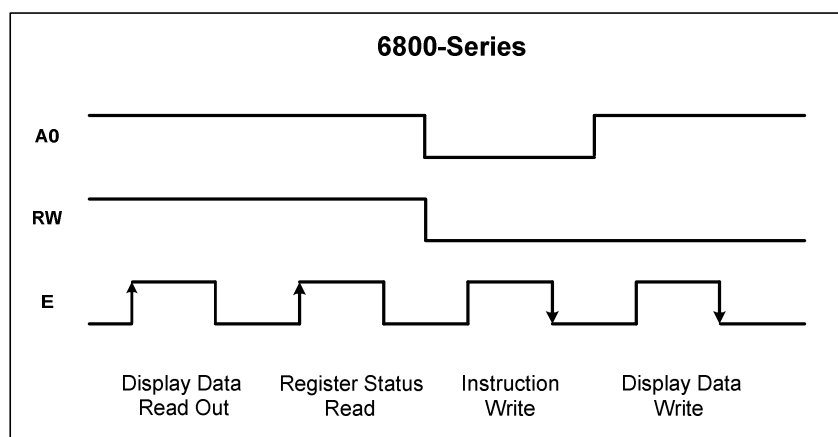 6800-Series
A0
RW
E
Display Data
Read Out
Register Status
Read
Instruction
Write
Display Data
Write